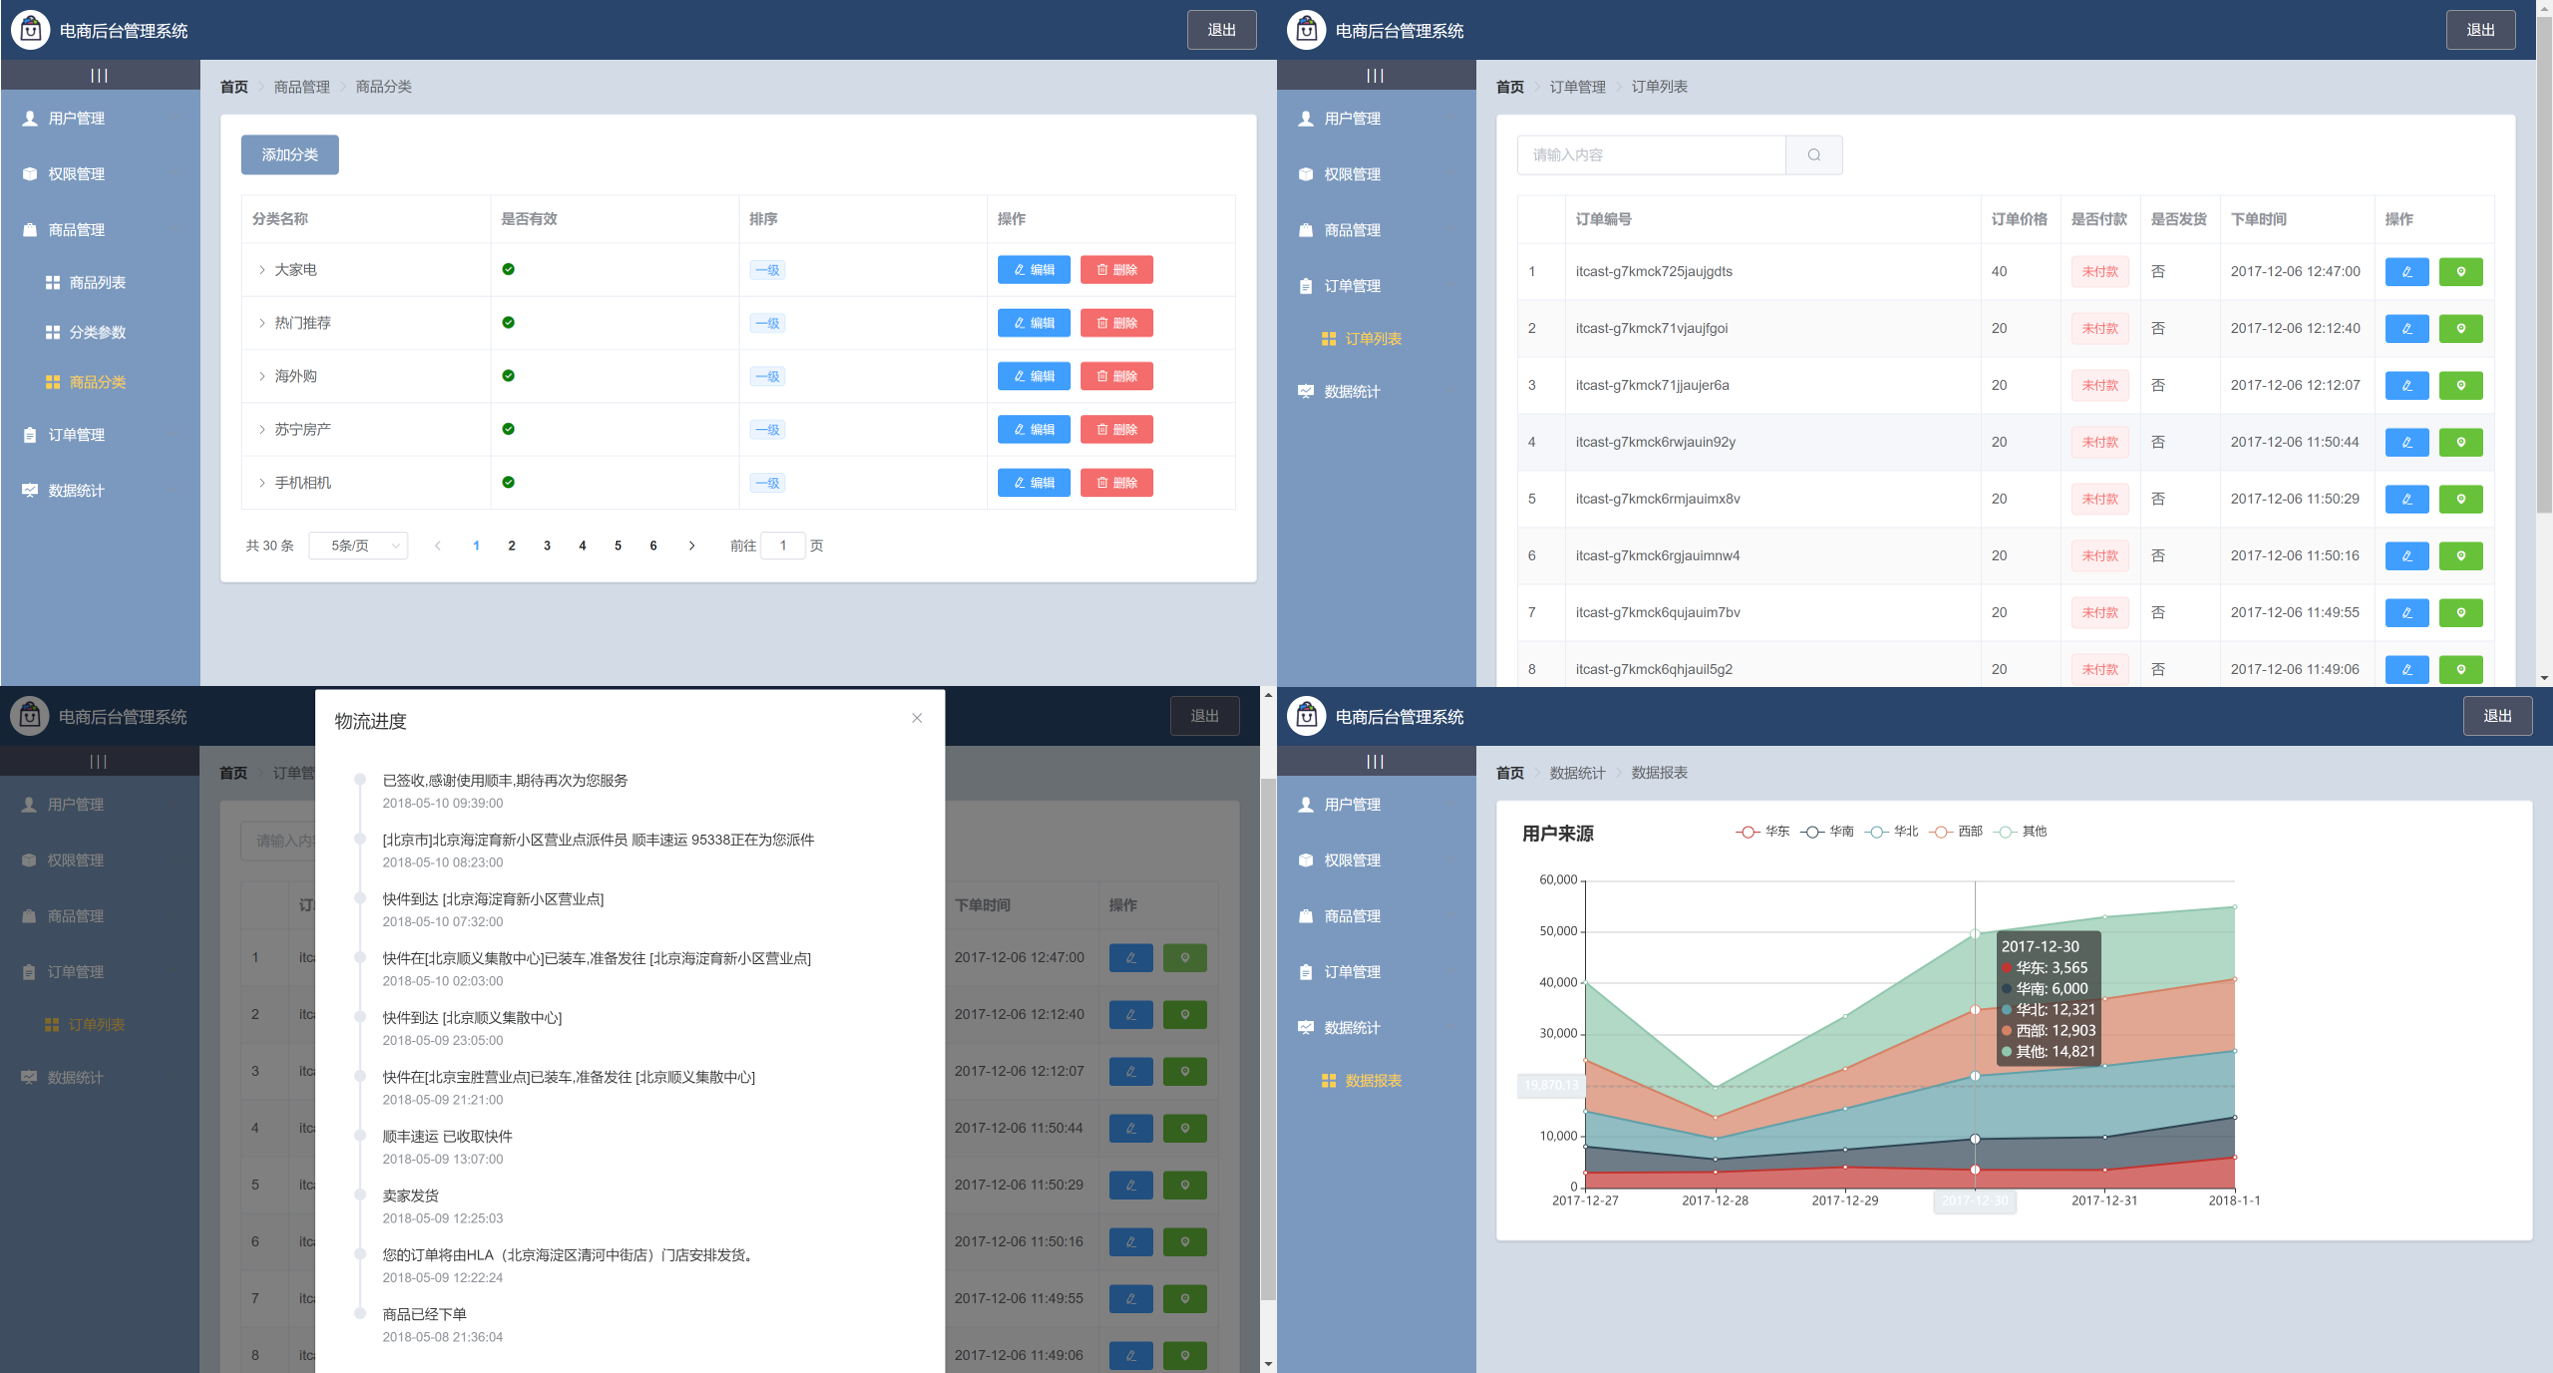 电商后台管理系统
退出
|||
首页 > 商品管理 > 商品分类
用户管理
权限管理
商品管理
商品列表
分类参数
商品分类
订单管理
数据统计
添加分类
分类名称 是否有效 排序 操作
大家电 一级 编辑 删除
热门推荐 一级 编辑 删除
海外购 一级 编辑 删除
苏宁房产 一级 编辑 删除
手机相机 一级 编辑 删除
共 30 条 5条/页 1 2 3 4 5 6 前往 1 页
电商后台管理系统
退出
|||
首页 > 订单管理 > 订单列表
用户管理
权限管理
商品管理
订单管理
订单列表
数据统计
请输入内容
订单编号 订单价格 是否付款 是否发货 下单时间 操作
1 itcast-g7kmck725jaujgdts 40 未付款 否 2017-12-06 12:47:00
2 itcast-g7kmck71vjaujfgoi 20 未付款 否 2017-12-06 12:12:40
3 itcast-g7kmck71jjaujer6a 20 未付款 否 2017-12-06 12:12:07
4 itcast-g7kmck6rwjauin92y 20 未付款 否 2017-12-06 11:50:44
5 itcast-g7kmck6rmjauimx8v 20 未付款 否 2017-12-06 11:50:29
6 itcast-g7kmck6rgjauimnw4 20 未付款 否 2017-12-06 11:50:16
7 itcast-g7kmck6qujauim7bv 20 未付款 否 2017-12-06 11:49:55
8 itcast-g7kmck6qhjauil5g2 20 未付款 否 2017-12-06 11:49:06
电商后台管理系统
退出
|||
首页 > 订单管
用户管理
权限管理
商品管理
订单管理
订单列表
数据统计
请输入内
订 下单时间 操作
1 itc 2017-12-06 12:47:00
2 itc 2017-12-06 12:12:40
3 itc 2017-12-06 12:12:07
4 itc 2017-12-06 11:50:44
5 itc 2017-12-06 11:50:29
6 itc 2017-12-06 11:50:16
7 itc 2017-12-06 11:49:55
8 itc 2017-12-06 11:49:06
物流进度
已签收,感谢使用顺丰,期待再次为您服务
2018-05-10 09:39:00
[北京市]北京海淀育新小区营业点派件员 顺丰速运 95338正在为您派件
2018-05-10 08:23:00
快件到达 [北京海淀育新小区营业点]
2018-05-10 07:32:00
快件在[北京顺义集散中心]已装车,准备发往 [北京海淀育新小区营业点]
2018-05-10 02:03:00
快件到达 [北京顺义集散中心]
2018-05-09 23:05:00
快件在[北京宝胜营业点]已装车,准备发往 [北京顺义集散中心]
2018-05-09 21:21:00
顺丰速运 已收取快件
2018-05-09 13:07:00
卖家发货
2018-05-09 12:25:03
您的订单将由HLA（北京海淀区清河中街店）门店安排发货。
2018-05-09 12:22:24
商品已经下单
2018-05-08 21:36:04
电商后台管理系统
退出
|||
首页 > 数据统计 > 数据报表
用户管理
权限管理
商品管理
订单管理
数据统计
数据报表
用户来源
华东 华南 华北 西部 其他
60,000
50,000
40,000
30,000
19,870.13
10,000
0
2017-12-30
华东: 3,565
华南: 6,000
华北: 12,321
西部: 12,903
其他: 14,821
2017-12-27 2017-12-28 2017-12-29 2017-12-30 2017-12-31 2018-1-1